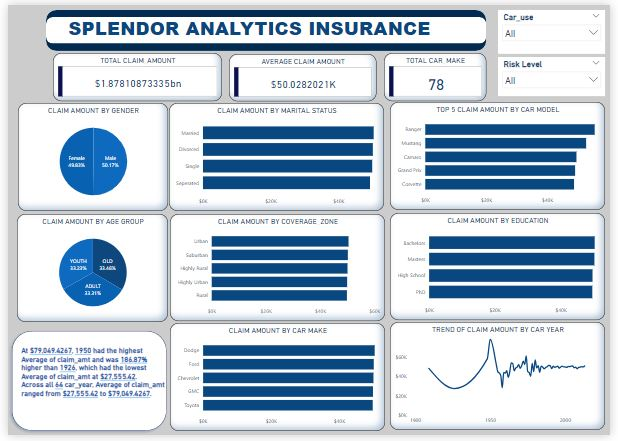 SPLENDOR ANALYTICS INSURANCE
Car_use
All
Risk Level
All
TOTAL CLAIM AMOUNT
$1.87810873335bn
AVERAGE CLAIM AMOUNT
$50.0282021K
TOTAL CAR MAKE
78
CLAIM AMOUNT BY GENDER
Female
49.83%
Male
50.17%
CLAIM AMOUNT BY MARITAL STATUS
Married
Divorced
Single
Seperated
$0K
$20K
$40K
TOP 5 CLAIM AMOUNT BY CAR MODEL
Ranger
Mustang
Camaro
Grand Prix
Corvette
$0K
$20K
$40K
CLAIM AMOUNT BY AGE GROUP
YOUTH
33.23%
OLD
33.46%
ADULT
33.31%
CLAIM AMOUNT BY COVERAGE ZONE
Urban
Suburban
Highly Rural
Highly Urban
Rural
$0K
$20K
$40K
$60K
CLAIM AMOUNT BY EDUCATION
Bachelors
Masters
High School
PhD
$0K
$20K
$40K
At $79,049.4267, 1950 had the highest
Average of claim_amt and was 186.87%
higher than 1926, which had the lowest
Average of claim_amt at $27,555.42.
Across all 66 car_year, Average of claim_amt
ranged from $27,555.42 to $79,049.4267.
CLAIM AMOUNT BY CAR MAKE
Dodge
Ford
Chevrolet
GMC
Toyota
$0K
$20K
$40K
TREND OF CLAIM AMOUNT BY CAR YEAR
$60K
$40K
$20K
$0K
1900
1950
2000